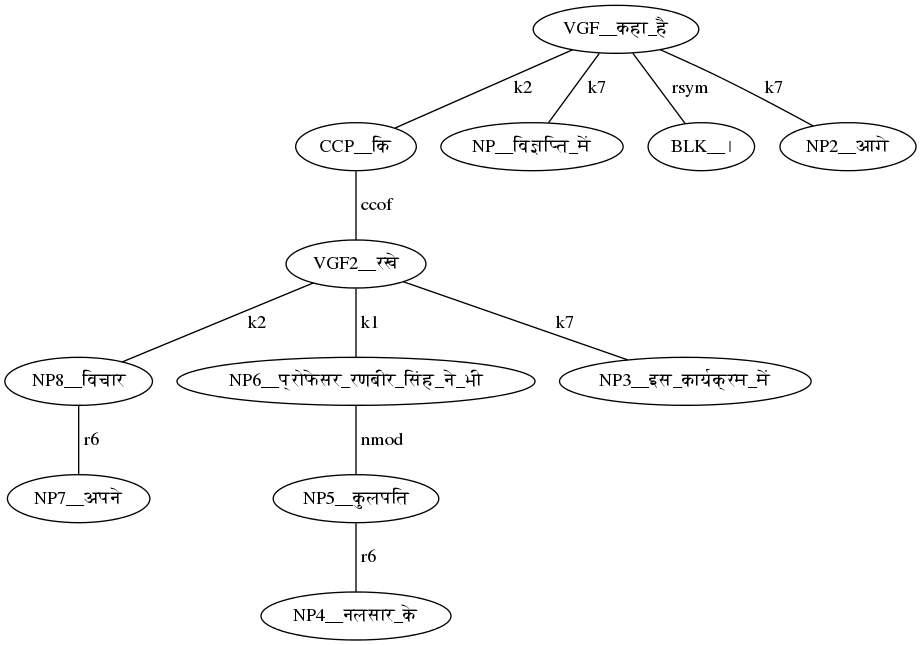 VGF__कहा_है
k2 k7 rsym k7
CCP__कि NP__विज्ञप्ति_में BLK__। NP2__आगे
ccof
VGF2__रखे
k2 k1 k7
NP8__विचार NP6__प्रोफेसर_रणबीर_सिंह_ने_भी NP3__इस_कार्यक्रम_में
r6 nmod
NP7__अपने NP5__कुलपति
r6
NP4__नलसार_के